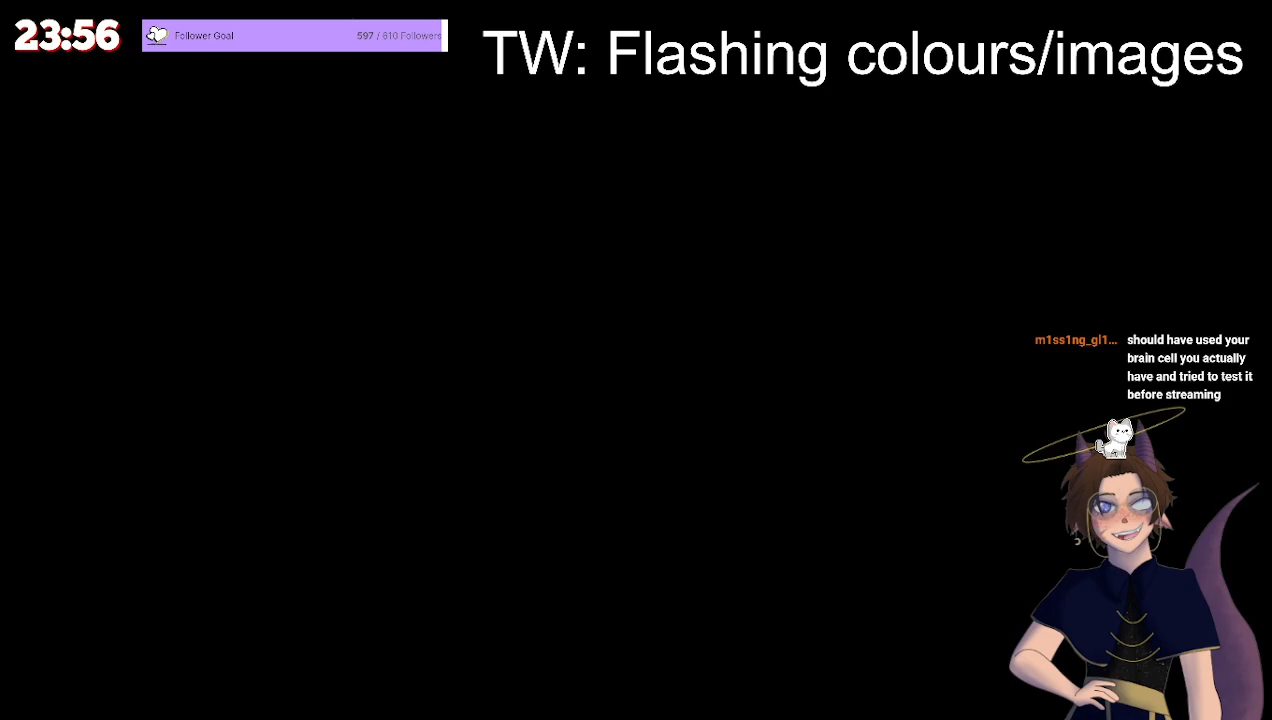 23:56
Follower Goal
597 / 610 Followers
TW: Flashing colours/images
m1ss1ng_gl1... should have used your
brain cell you actually
have and tried to test it
before streaming